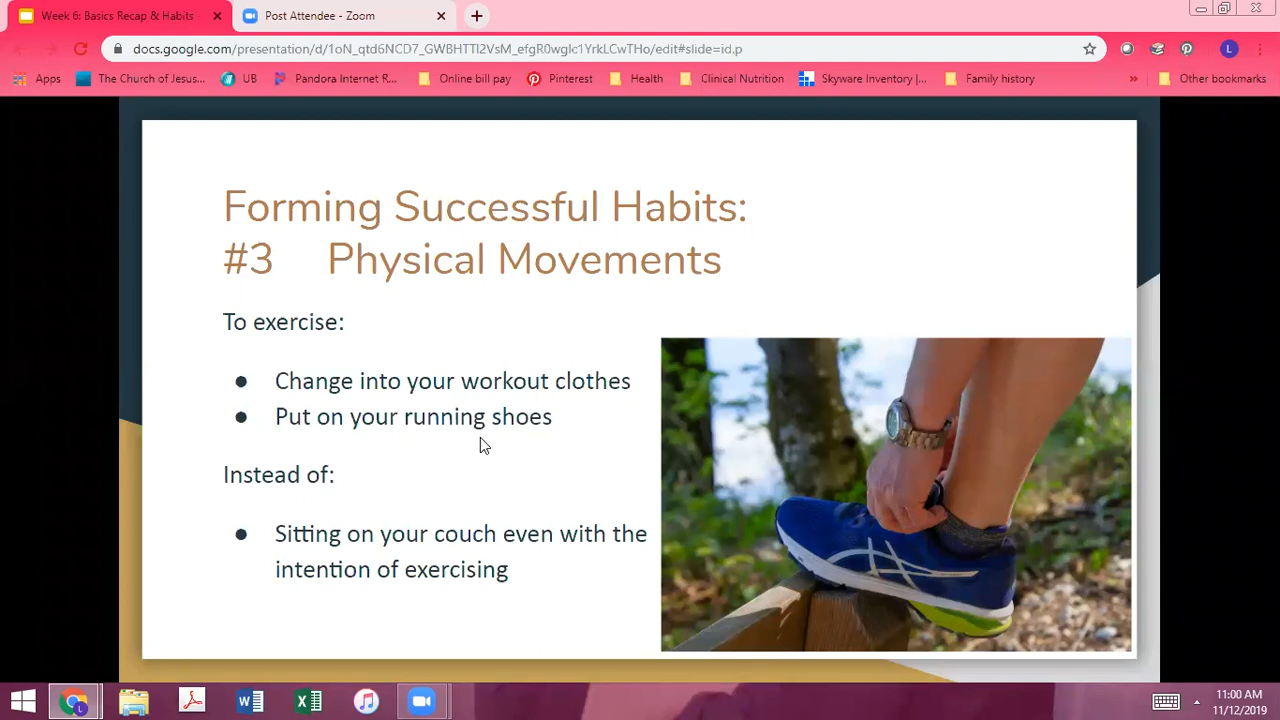 Week 6: Basics Recap & Habits
Post Attendee - Zoom
docs.google.com/presentation/d/1oN_qtd6NCD7_GWBHTTl2VsM_efgR0wglc1YrkLCwTHo/edit#slide=id.p
L
Apps
The Church of Jesus...
UB
Pandora Internet R...
Online bill pay
Pinterest
Health
Clinical Nutrition
Skyware Inventory |...
Family history
»
Other bookmarks
Forming Successful Habits:
#3 Physical Movements
To exercise:
● Change into your workout clothes
● Put on your running shoes
Instead of:
● Sitting on your couch even with the
intention of exercising
11:00 AM
11/12/2019